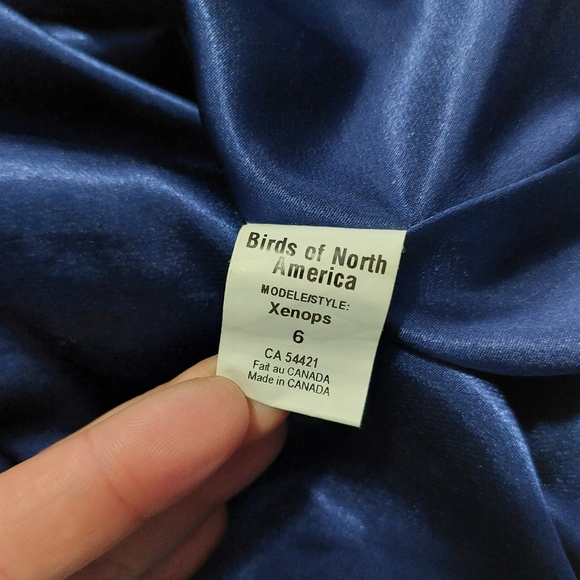 Birds of North
America
MODELE/STYLE:
Xenops
6
CA 54421
Fait au CANADA
Made in CANADA